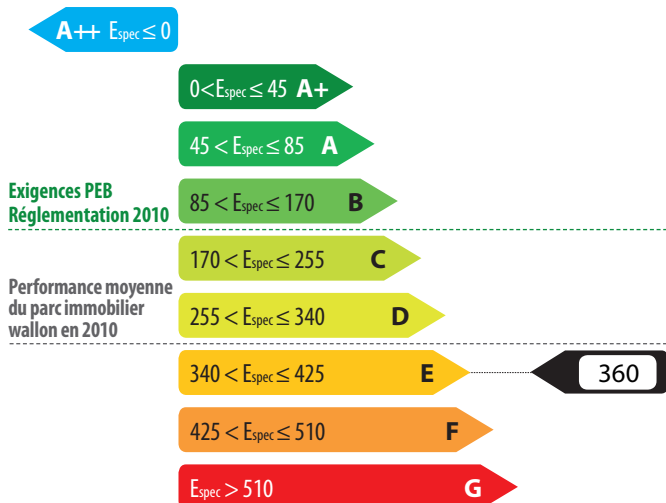 A++ Espec ≤ 0
0 < Espec ≤ 45 A+
45 < Espec ≤ 85 A
Exigences PEB
Réglementation 2010
85 < Espec ≤ 170 B
170 < Espec ≤ 255 C
Performance moyenne
du parc immobilier
wallon en 2010
255 < Espec ≤ 340 D
340 < Espec ≤ 425 E 360
425 < Espec ≤ 510 F
Espec > 510 G